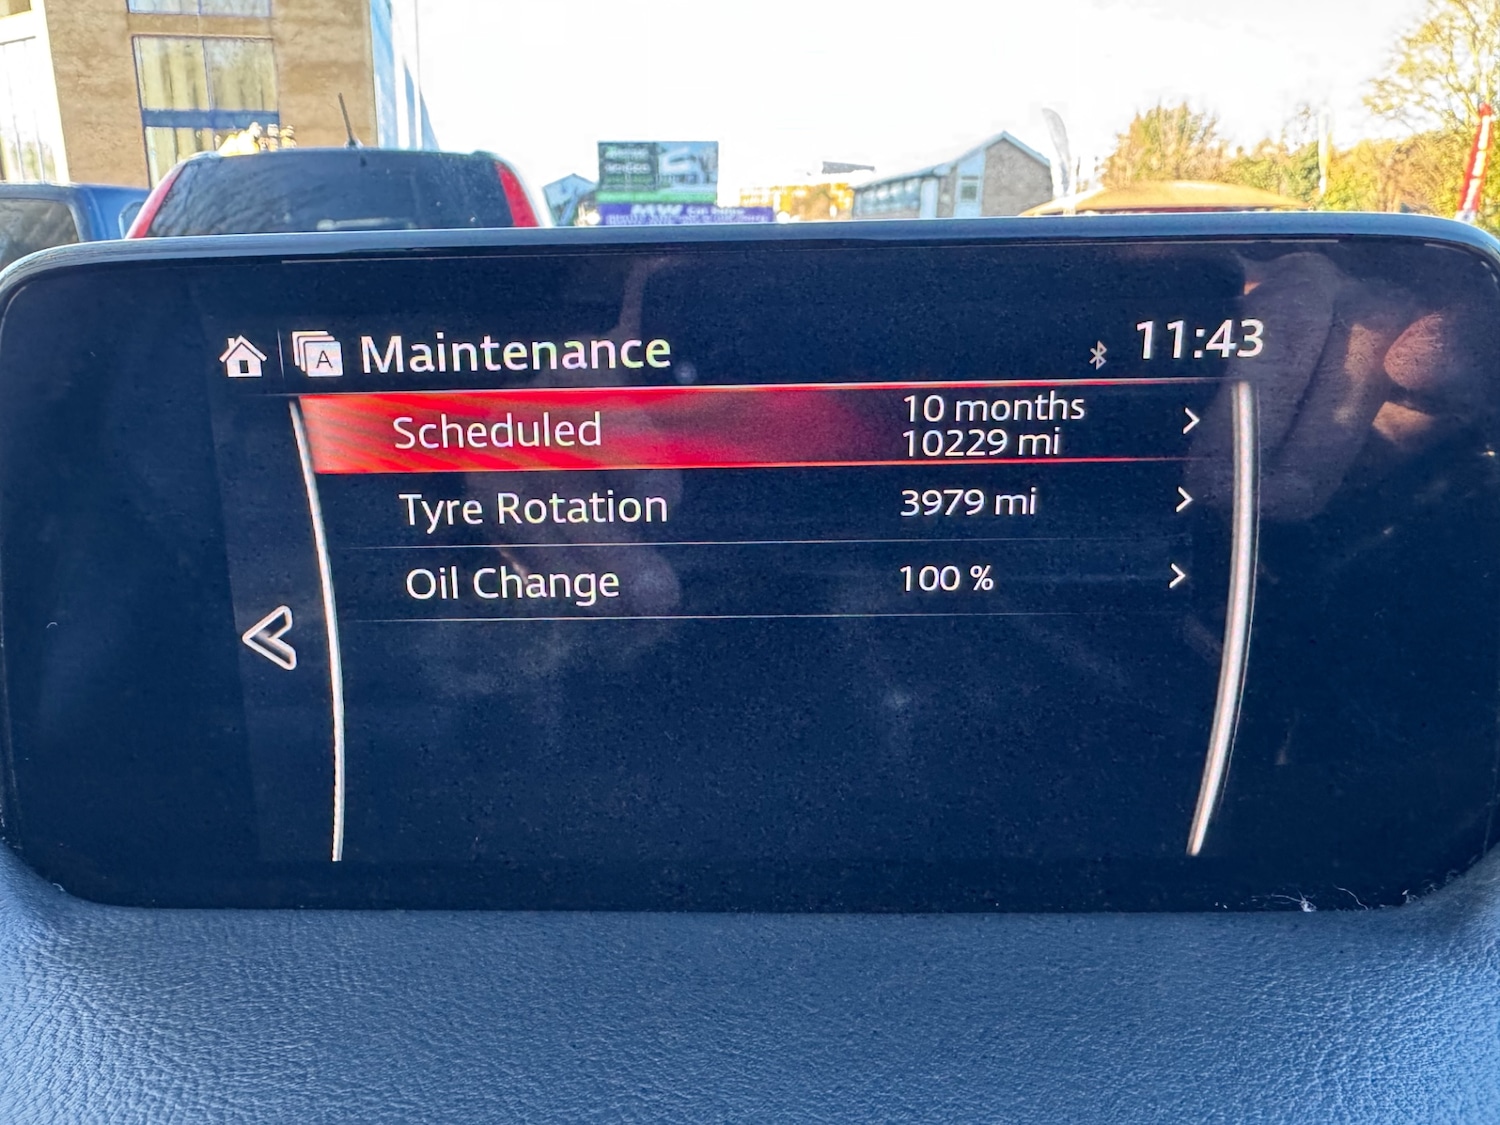 A
Maintenance
11:43
Scheduled
10 months
10229 mi
Tyre Rotation
3979 mi
Oil Change
100 %